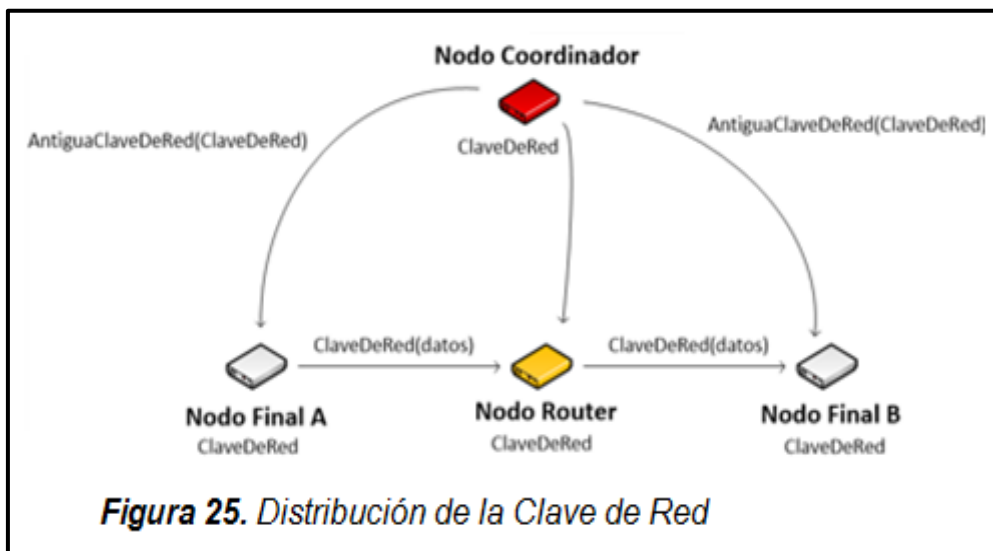 Nodo Coordinador
AntiguaClaveDeRed(ClaveDeRed)
ClaveDeRed
AntiguaClaveDeRed(ClaveDeRed)
ClaveDeRed(datos)
ClaveDeRed(datos)
Nodo Final A
ClaveDeRed
Nodo Router
ClaveDeRed
Nodo Final B
ClaveDeRed
Figura 25. Distribución de la Clave de Red